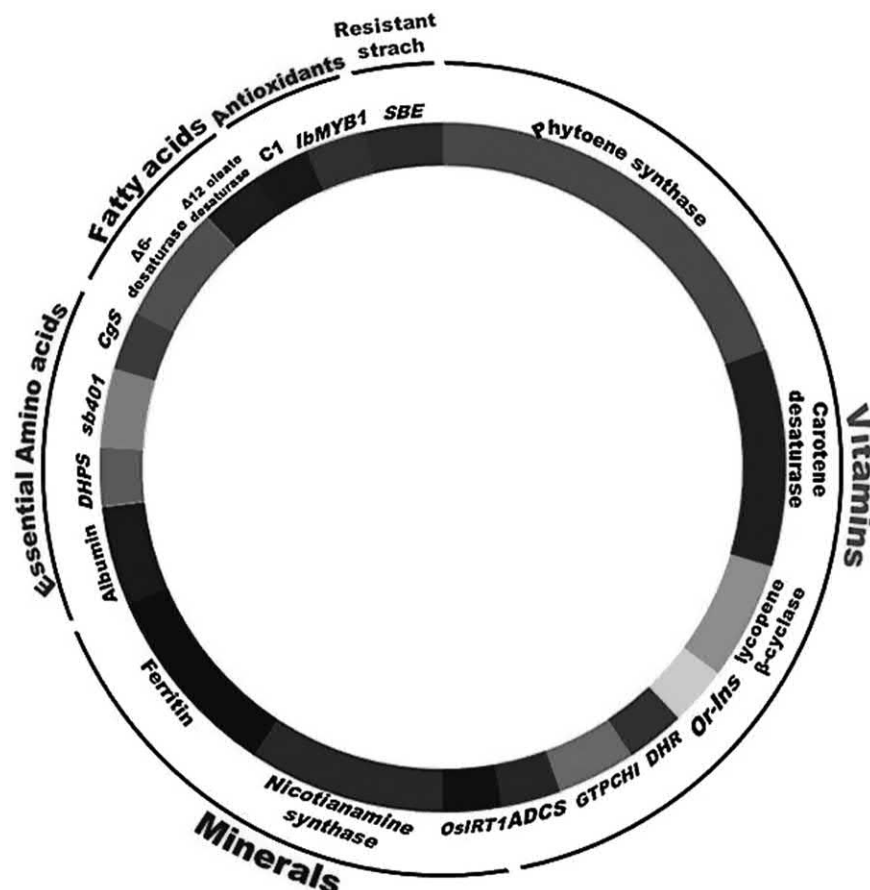 Resistant
strach
Antioxidants
Fatty acids
Essential Amino acids
Minerals
Vitamins
Phytoene synthase
Carotene
desaturase
lycopene
β-cyclase
Or-Ins
DHR
GTPCHI
ADCS
OsIRT1
Nicotianamine
synthase
Ferritin
Albumin
DHPS
sb401
CgS
Δ6-
desaturase
Δ12 oleate
desaturase
C1
IbMYB1
SBE